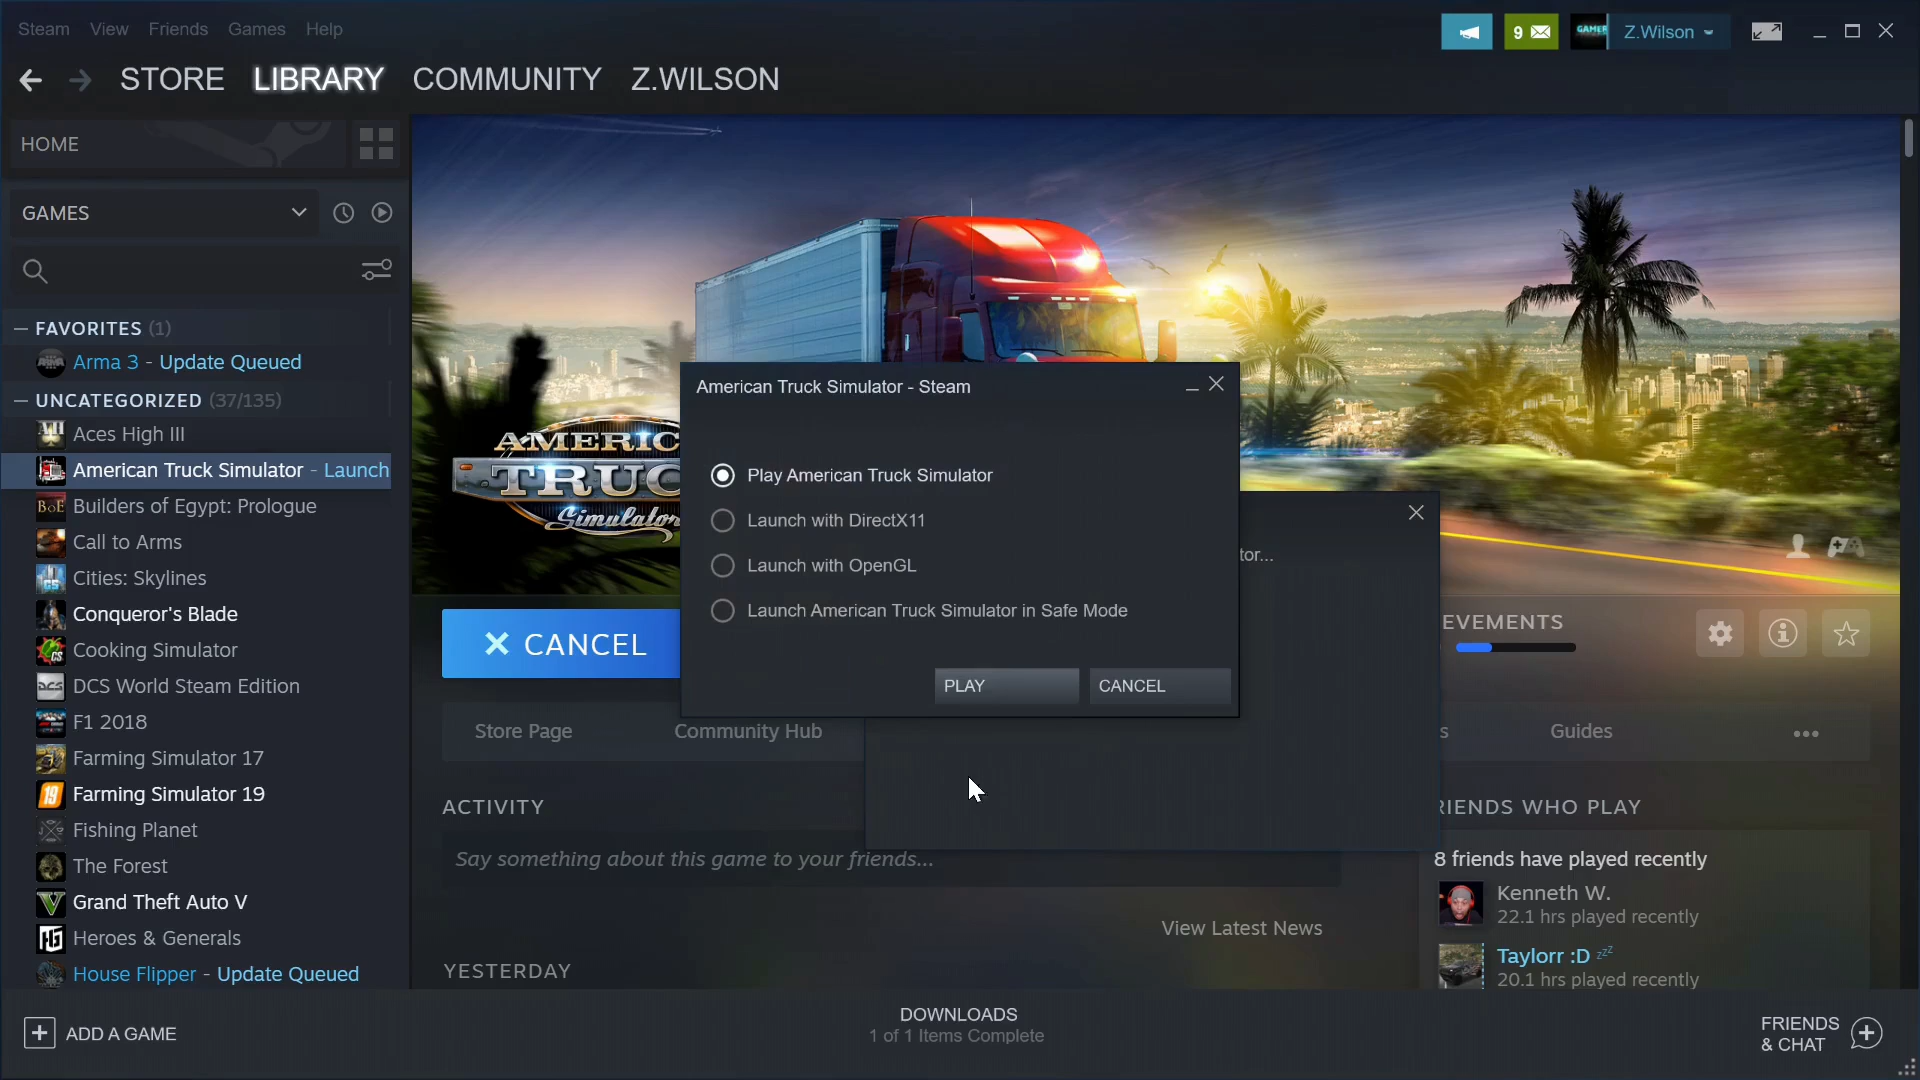 Steam View Friends Games Help
9
GAMER
Z.Wilson
STORE LIBRARY COMMUNITY Z.WILSON
HOME
GAMES
— FAVORITES (1)
Arma 3 - Update Queued
— UNCATEGORIZED (37/135)
Aces High III
American Truck Simulator - Launch
Builders of Egypt: Prologue
Call to Arms
Cities: Skylines
Conqueror's Blade
Cooking Simulator
DCS World Steam Edition
F1 2018
Farming Simulator 17
Farming Simulator 19
Fishing Planet
The Forest
Grand Theft Auto V
Heroes & Generals
House Flipper - Update Queued
AMERIC
TRUC
Simulator
American Truck Simulator - Steam
Play American Truck Simulator
Launch with DirectX11
Launch with OpenGL
Launch American Truck Simulator in Safe Mode
PLAY CANCEL
tor...
CANCEL
EVEMENTS
Store Page Community Hub
s Guides
ACTIVITY
Say something about this game to your friends...
View Latest News
YESTERDAY
RIENDS WHO PLAY
8 friends have played recently
Kenneth W.
22.1 hrs played recently
Taylorr :D zzZ
20.1 hrs played recently
ADD A GAME
DOWNLOADS
1 of 1 Items Complete
FRIENDS
& CHAT